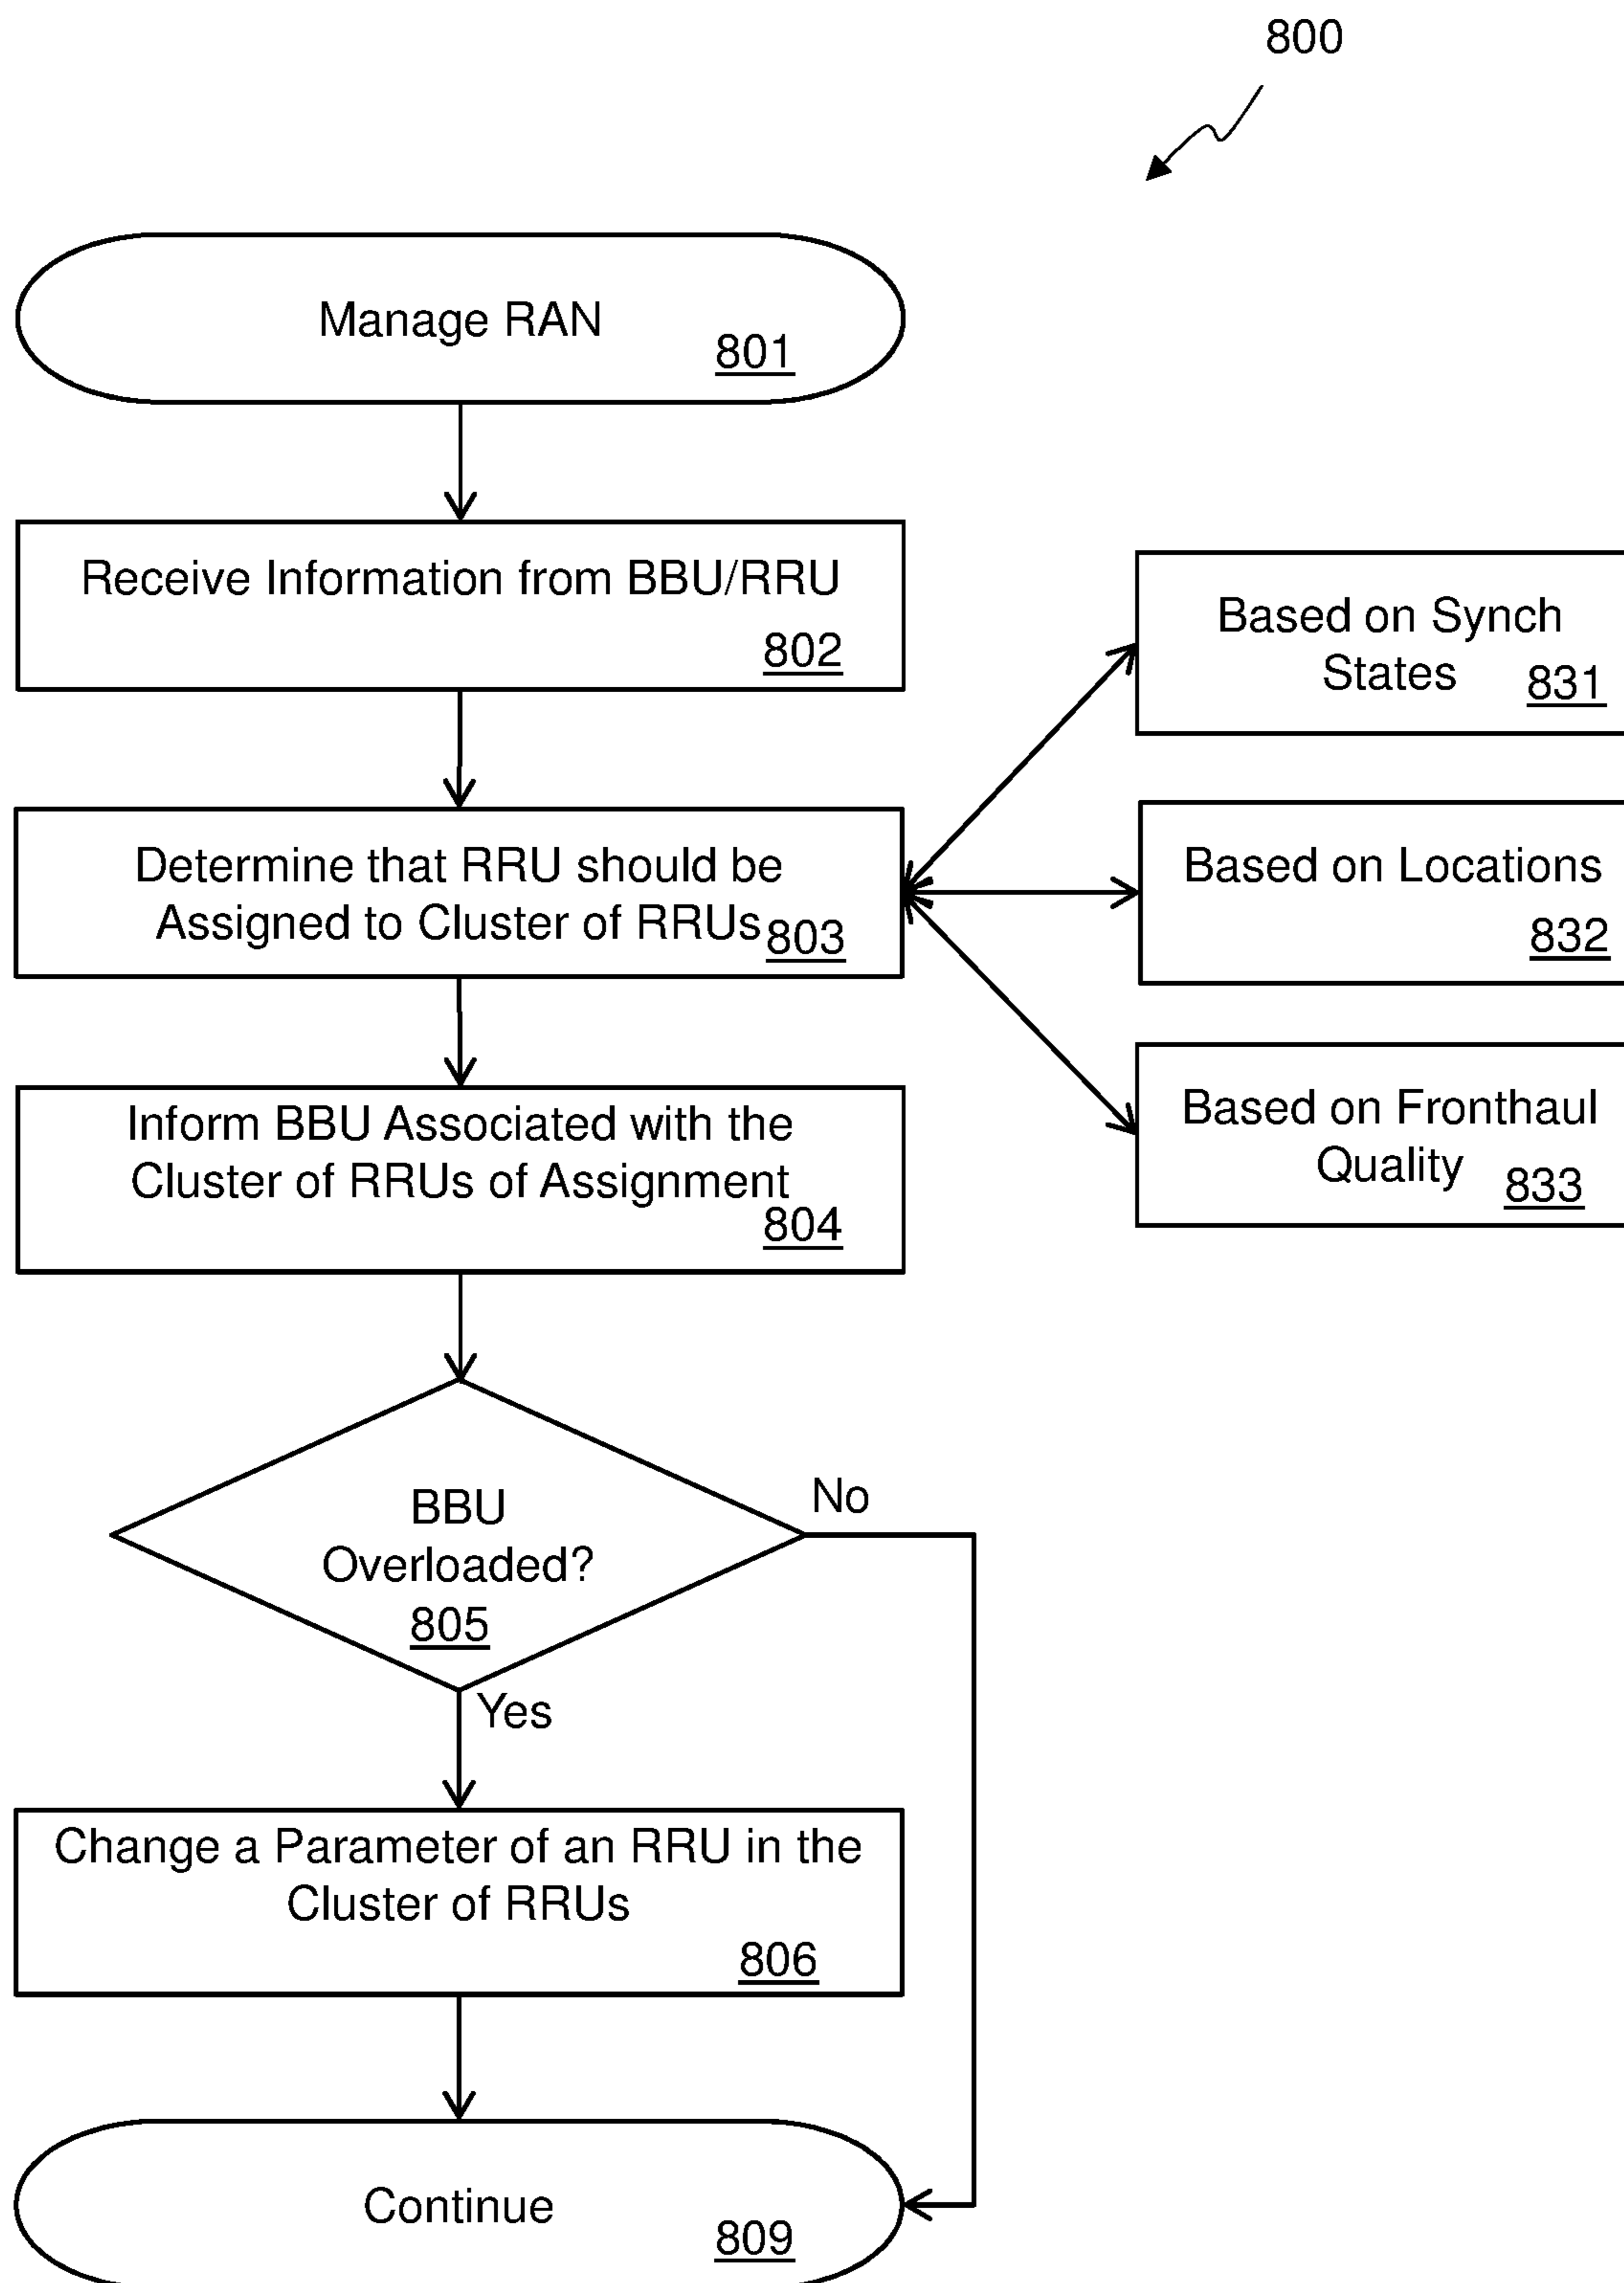 800
Manage RAN
801
Receive Information from BBU/RRU
802
Determine that RRU should be
Assigned to Cluster of RRUs
803
Based on Synch
States
831
Based on Locations
832
Based on Fronthaul
Quality
833
Inform BBU Associated with the
Cluster of RRUs of Assignment
804
BBU
Overloaded?
805
No
Yes
Change a Parameter of an RRU in the
Cluster of RRUs
806
Continue
809